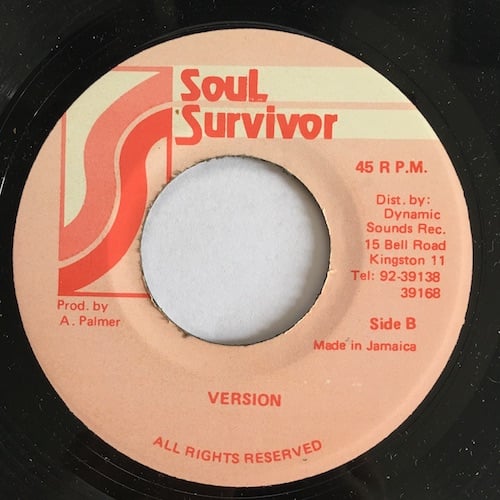 Soul
Survivor
45 R P.M.
Dist. by:
Dynamic
Sounds Rec.
15 Bell Road
Kingston 11
Tel: 92-39138
39168
Prod. by
A. Palmer
Side B
Made in Jamaica
VERSION
ALL RIGHTS RESERVED